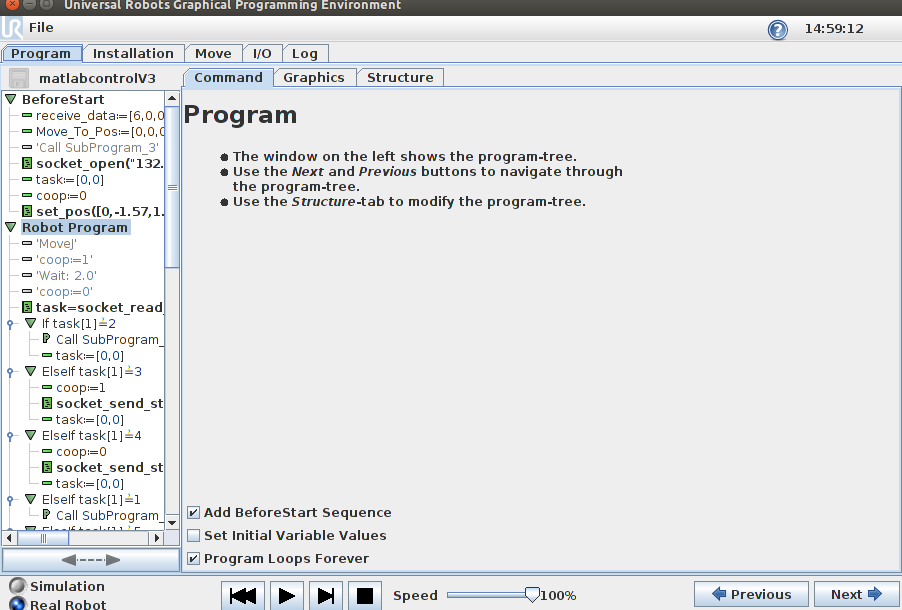 Universal Robots Graphical Programming Environment
UR File
? 14:59:12
Program Installation Move I/O Log
matlabcontrolV3
Command Graphics Structure
BeforeStart
receive_data:=[6,0,0
Move_To_Pos:=[0,0,0
'Call SubProgram_3'
socket_open("132.
task:=[0,0]
coop:=0
set_pos([0,-1.57,1.
Robot Program
'MoveJ'
'coop:=1'
'Wait: 2.0'
'coop:=0'
task=socket_read_
If task[1]≟2
Call SubProgram_
task:=[0,0]
ElseIf task[1]≟3
coop:=1
socket_send_st
task:=[0,0]
ElseIf task[1]≟4
coop:=0
socket_send_st
task:=[0,0]
ElseIf task[1]≟1
Call SubProgram_
ElseIf task[1]≟5
Program
● The window on the left shows the program-tree.
● Use the Next and Previous buttons to navigate through
the program-tree.
● Use the Structure-tab to modify the program-tree.
Add BeforeStart Sequence
Set Initial Variable Values
Program Loops Forever
Simulation
Real Robot
Speed 100%
Previous Next